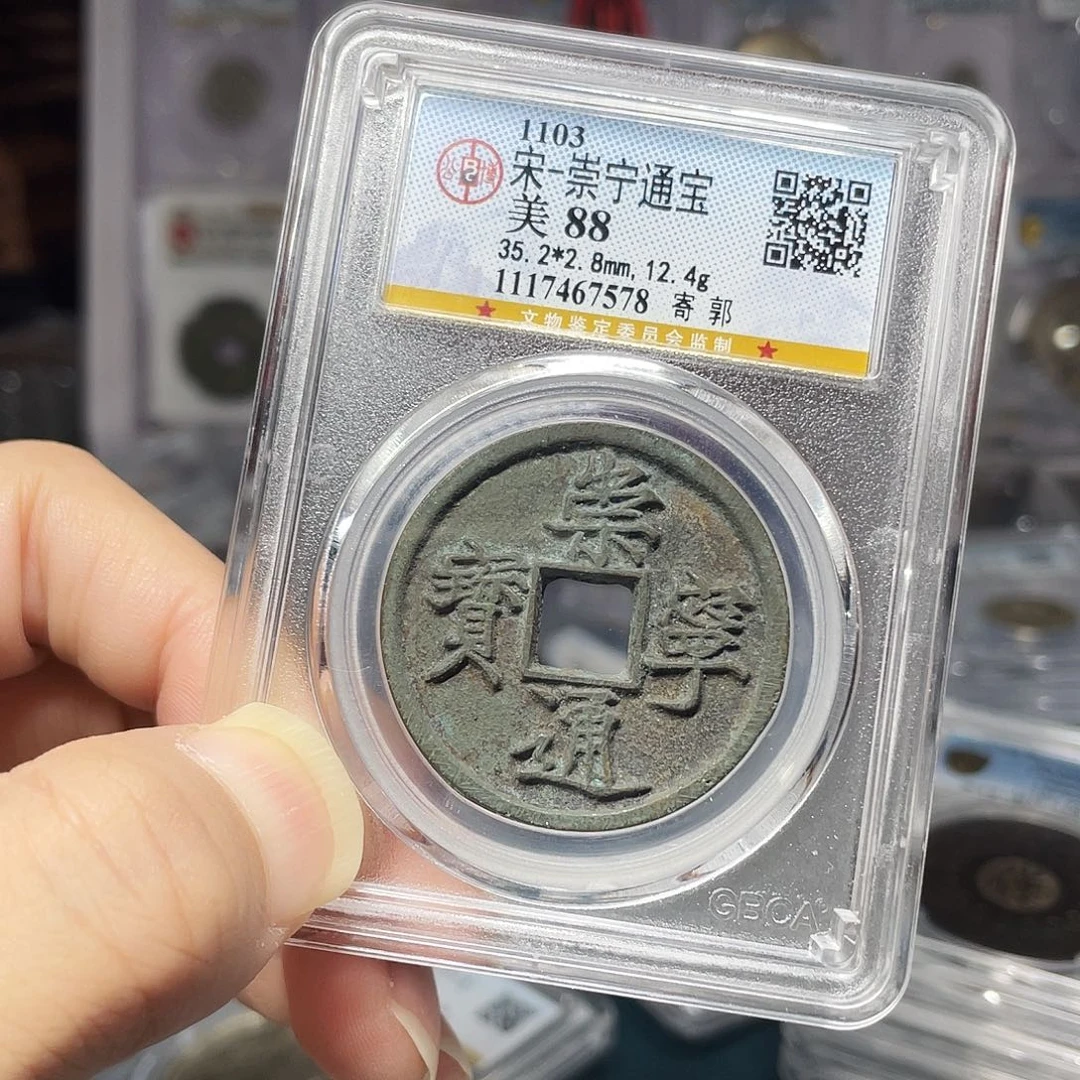 1103
宋-崇宁通宝
美 88
35.2*2.8mm,12.4g
1117467578 寄 郭
文物鉴定委员会监制
崇
寧
通
寶
GBCA